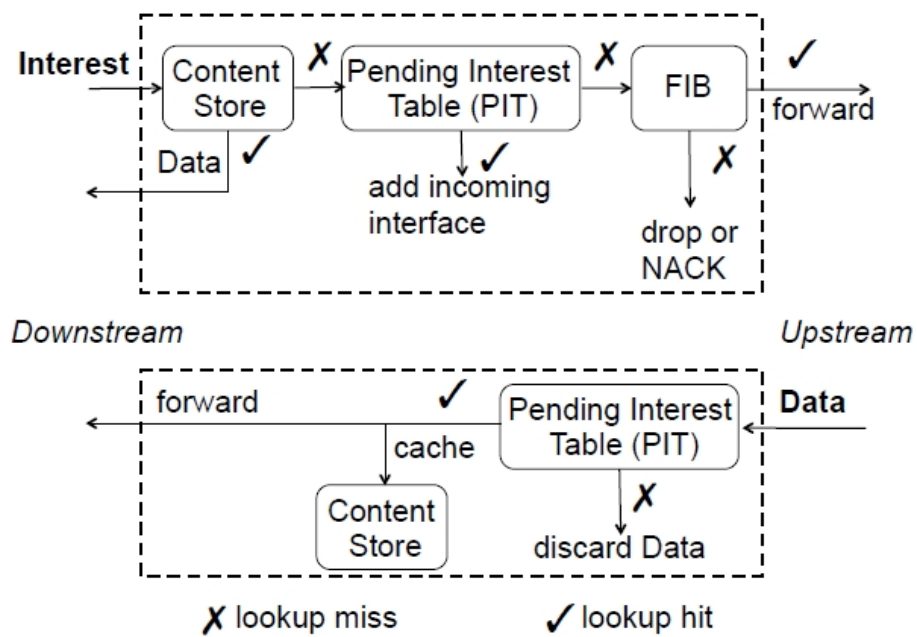 Interest
Content
Store
✗
Pending Interest
Table (PIT)
✗
FIB
✓
forward
Data
✓
✓
add incoming
interface
✗
drop or
NACK
Downstream
Upstream
forward
✓
cache
Pending Interest
Table (PIT)
Data
Content
Store
✗
discard Data
✗ lookup miss
✓ lookup hit